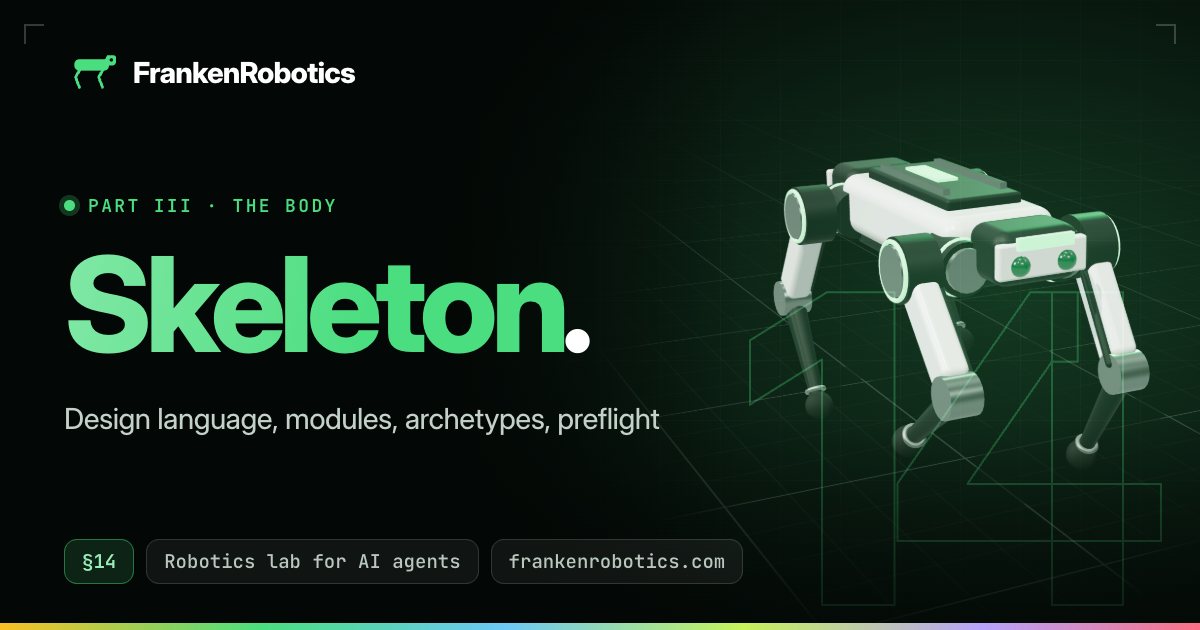 FrankenRobotics
PART III · THE BODY
Skeleton.
Design language, modules, archetypes, preflight
14
§14
Robotics lab for AI agents
frankenrobotics.com